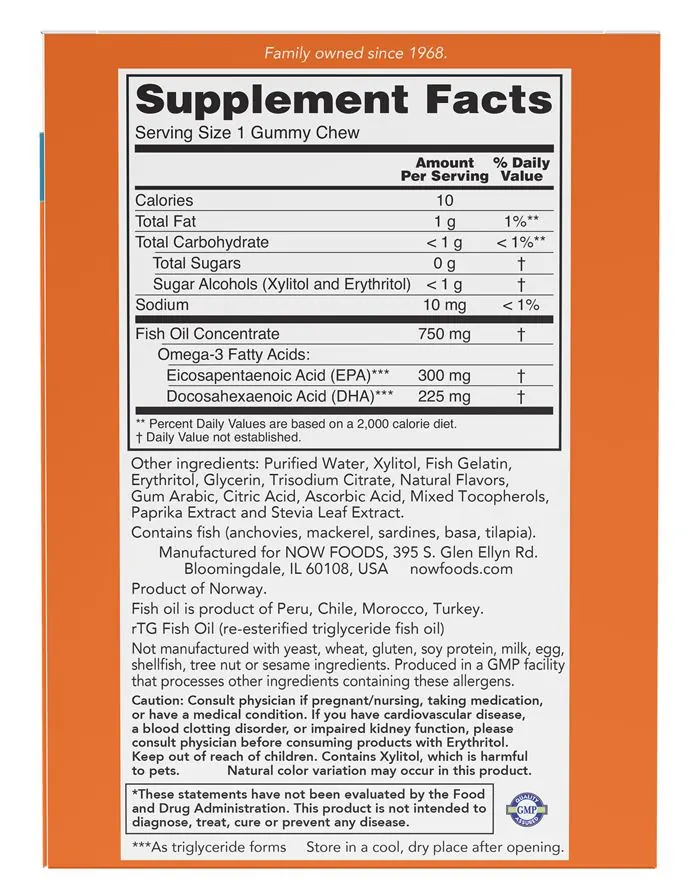 Family owned since 1968.
Supplement Facts
Serving Size 1 Gummy Chew
Amount Per Serving % Daily Value
Calories 10
Total Fat 1 g 1%**
Total Carbohydrate < 1 g < 1%**
Total Sugars 0 g †
Sugar Alcohols (Xylitol and Erythritol) < 1 g †
Sodium 10 mg < 1%
Fish Oil Concentrate 750 mg †
Omega-3 Fatty Acids:
Eicosapentaenoic Acid (EPA)*** 300 mg †
Docosahexaenoic Acid (DHA)*** 225 mg †
** Percent Daily Values are based on a 2,000 calorie diet.
† Daily Value not established.
Other ingredients: Purified Water, Xylitol, Fish Gelatin,
Erythritol, Glycerin, Trisodium Citrate, Natural Flavors,
Gum Arabic, Citric Acid, Ascorbic Acid, Mixed Tocopherols,
Paprika Extract and Stevia Leaf Extract.
Contains fish (anchovies, mackerel, sardines, basa, tilapia).
Manufactured for NOW FOODS, 395 S. Glen Ellyn Rd.
Bloomingdale, IL 60108, USA nowfoods.com
Product of Norway.
Fish oil is product of Peru, Chile, Morocco, Turkey.
rTG Fish Oil (re-esterified triglyceride fish oil)
Not manufactured with yeast, wheat, gluten, soy protein, milk, egg,
shellfish, tree nut or sesame ingredients. Produced in a GMP facility
that processes other ingredients containing these allergens.
Caution: Consult physician if pregnant/nursing, taking medication,
or have a medical condition. If you have cardiovascular disease,
a blood clotting disorder, or impaired kidney function, please
consult physician before consuming products with Erythritol.
Keep out of reach of children. Contains Xylitol, which is harmful
to pets. Natural color variation may occur in this product.
*These statements have not been evaluated by the Food
and Drug Administration. This product is not intended to
diagnose, treat, cure or prevent any disease.
QUALITY
GMP
ASSURED
***As triglyceride forms Store in a cool, dry place after opening.